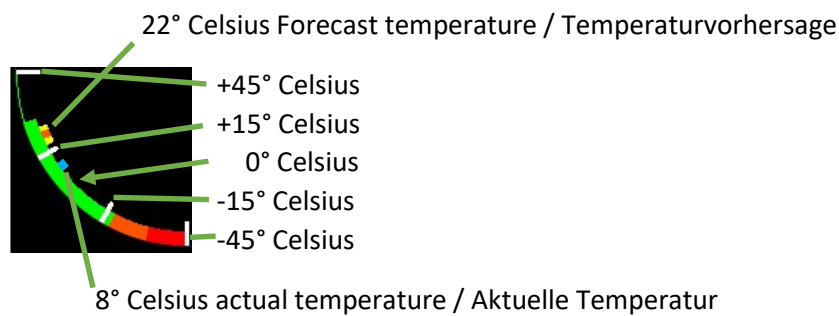 22° Celsius Forecast temperature / Temperaturvorhersage
+45° Celsius
+15° Celsius
0° Celsius
-15° Celsius
-45° Celsius
8° Celsius actual temperature / Aktuelle Temperatur